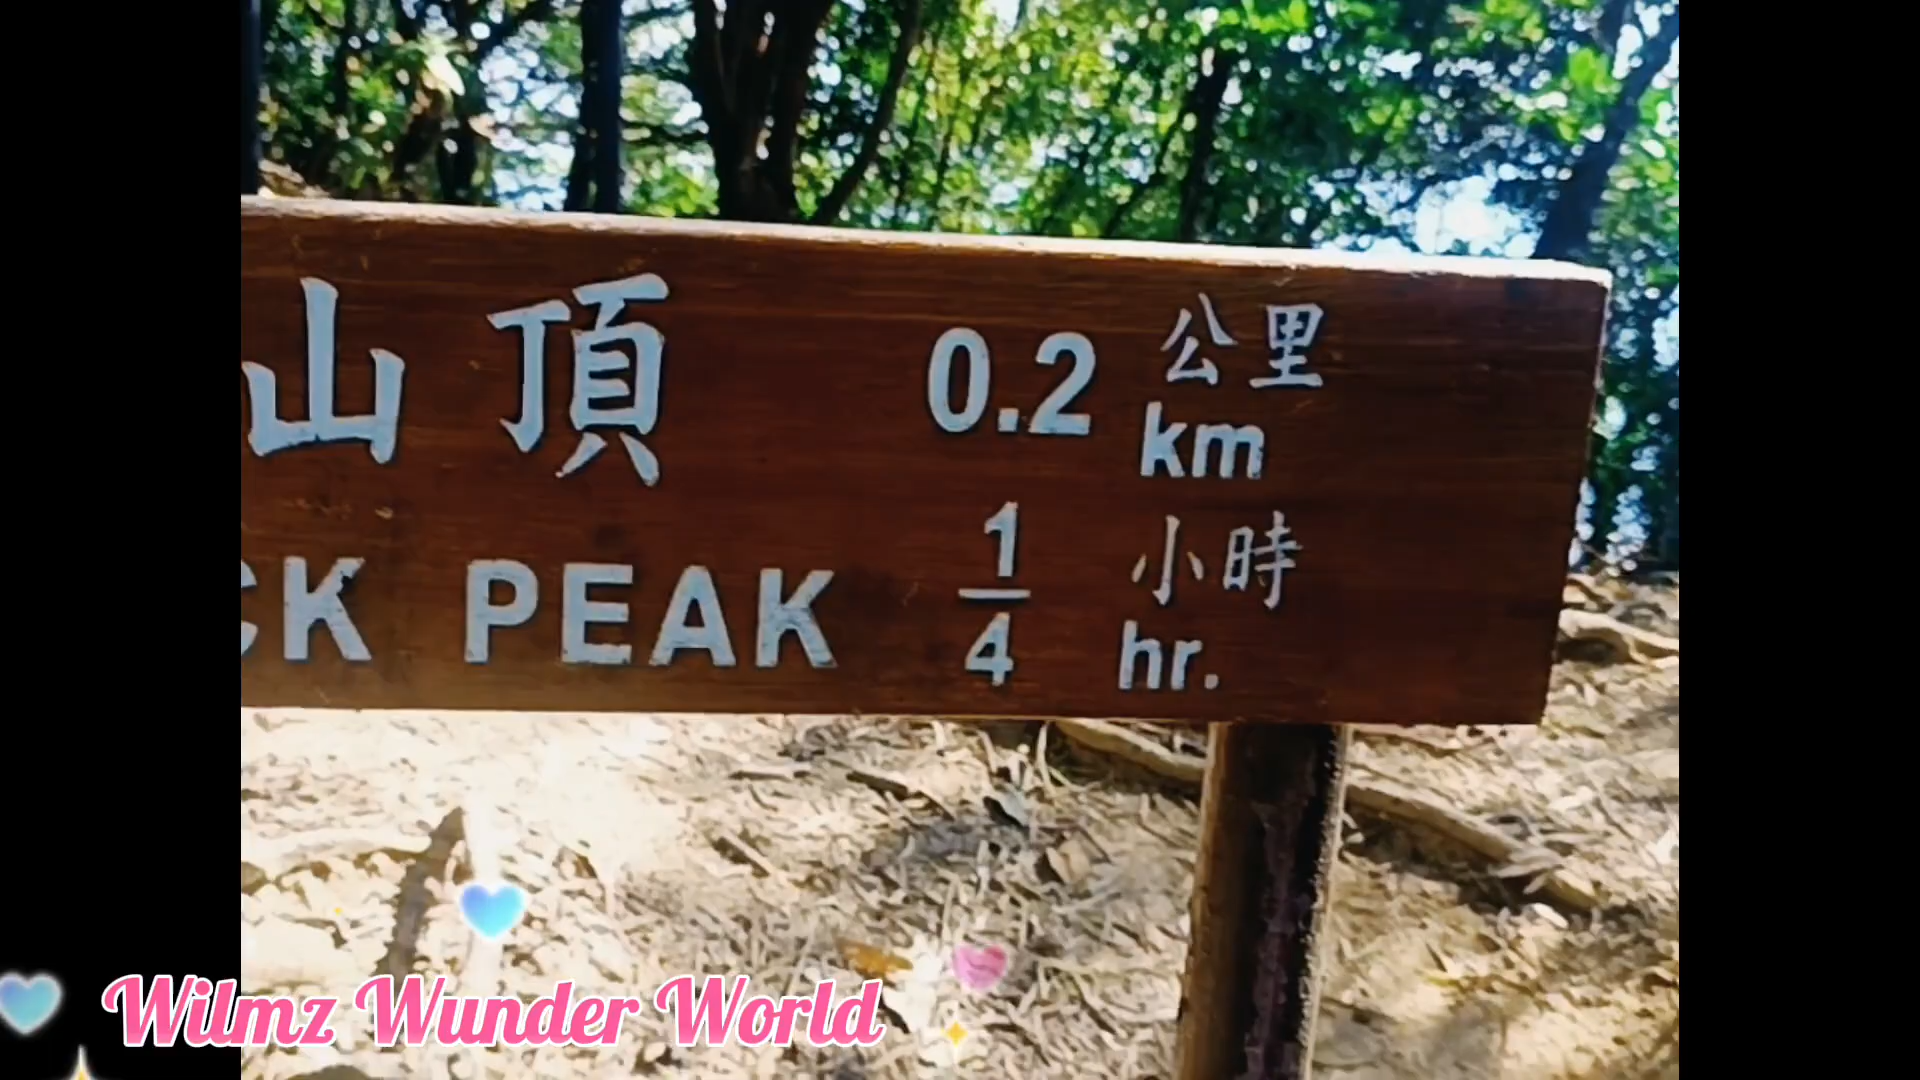 山頂 0.2 公里
km
CK PEAK 1/4 小時
hr.
Wilmz Wunder World